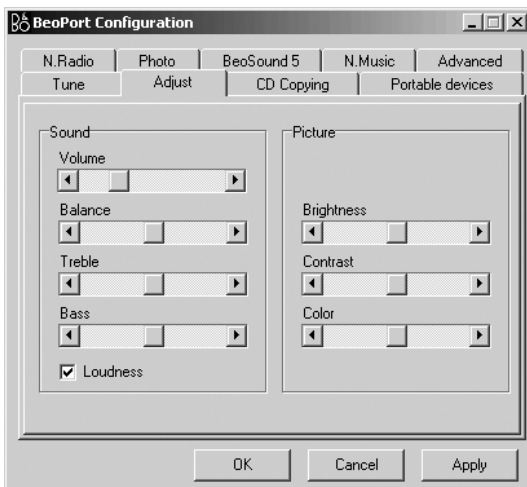 BeoPort Configuration
N.Radio Photo BeoSound 5 N.Music Advanced
Tune Adjust CD Copying Portable devices
Sound
Volume
Balance
Treble
Bass
Loudness
Picture
Brightness
Contrast
Color
OK Cancel Apply